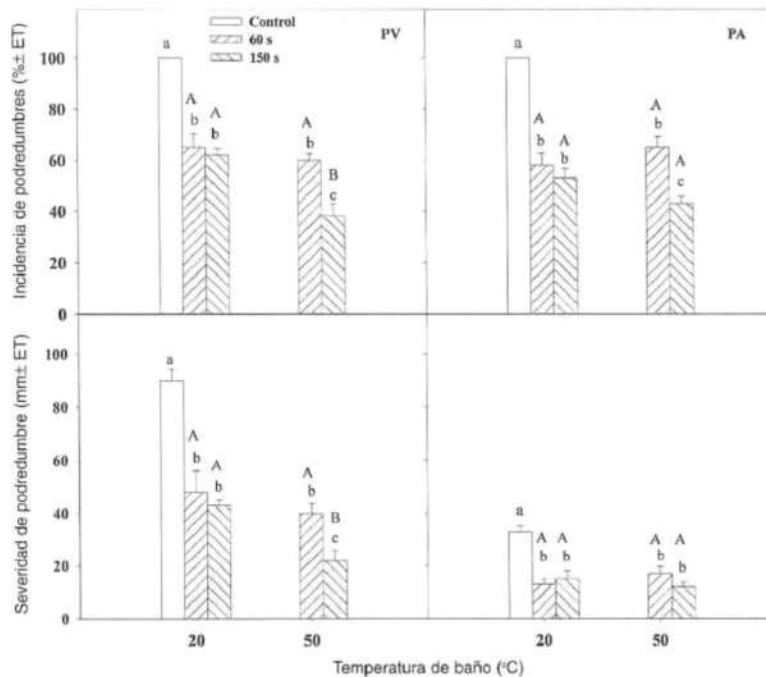 Control
60 s
150 s
PV
PA
Incidencia de podredumbres (%± ET)
100
80
60
40
20
0
a
A
b
A
b
A
b
B
c
a
A
b
A
b
A
b
A
c
Severidad de podredumbre (mm± ET)
100
80
60
40
20
0
a
A
b
A
b
A
b
B
c
a
A
b
A
b
A
b
A
b
20
50
20
50
Temperatura de baño (°C)